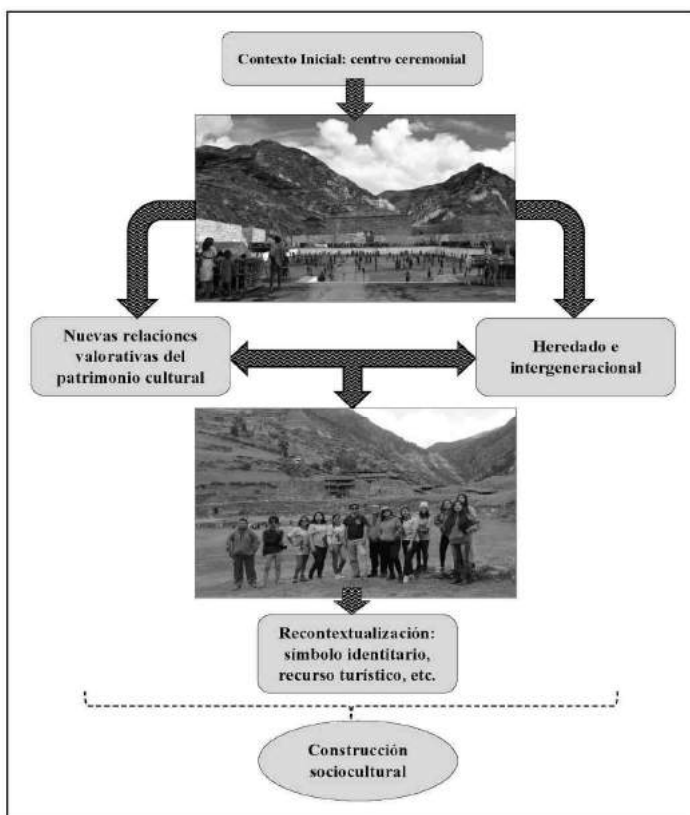 Contexto Inicial: centro ceremonial
Nuevas relaciones
valorativas del
patrimonio cultural
Heredado e
intergeneracional
Recontextualización:
símbolo identitario,
recurso turístico, etc.
Construcción
sociocultural